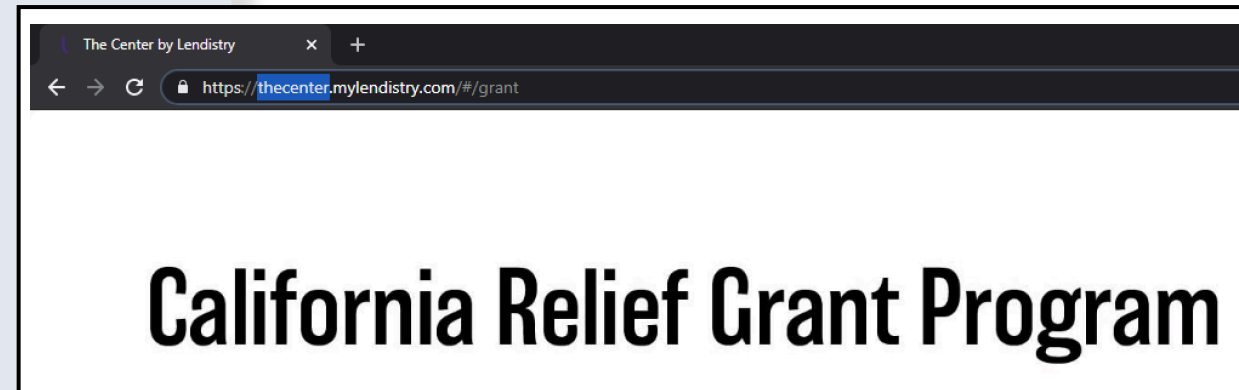 The Center by Lendistry
https://thecenter.mylendistry.com/#/grant
California Relief Grant Program